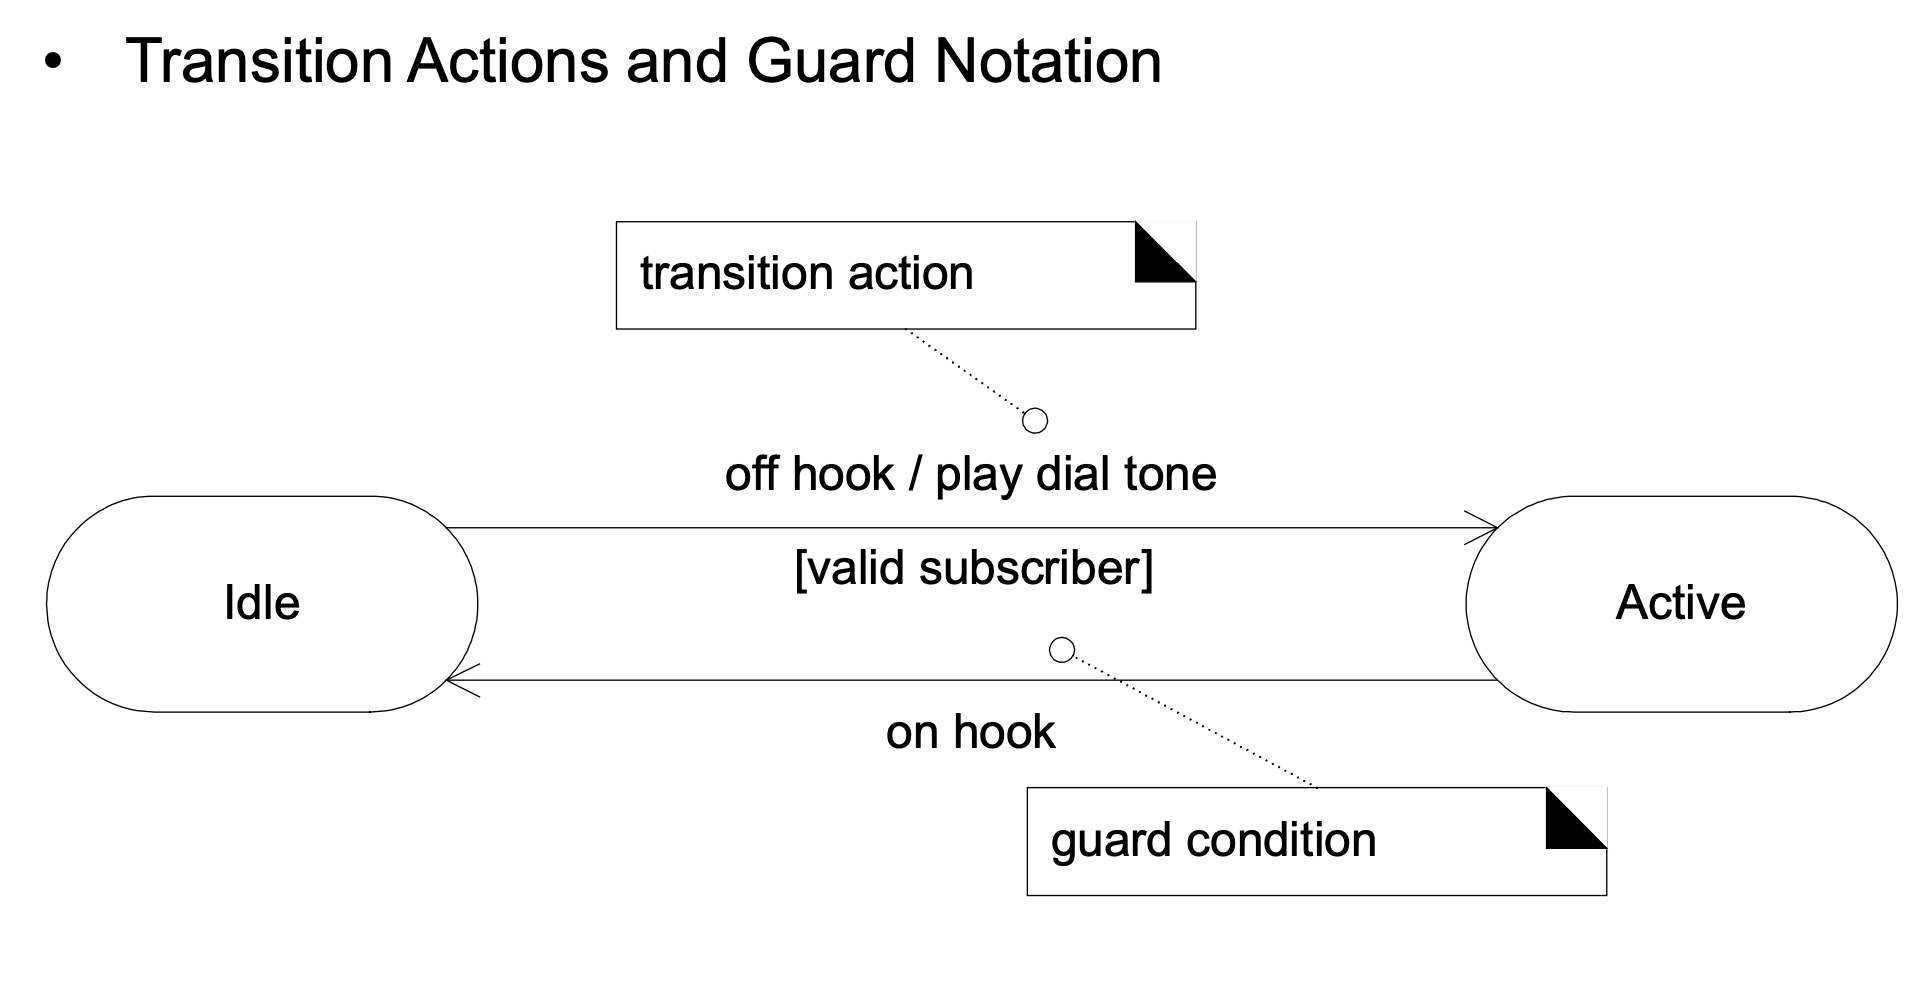 • Transition Actions and Guard Notation
transition action
off hook / play dial tone
[valid subscriber]
Idle
Active
on hook
guard condition